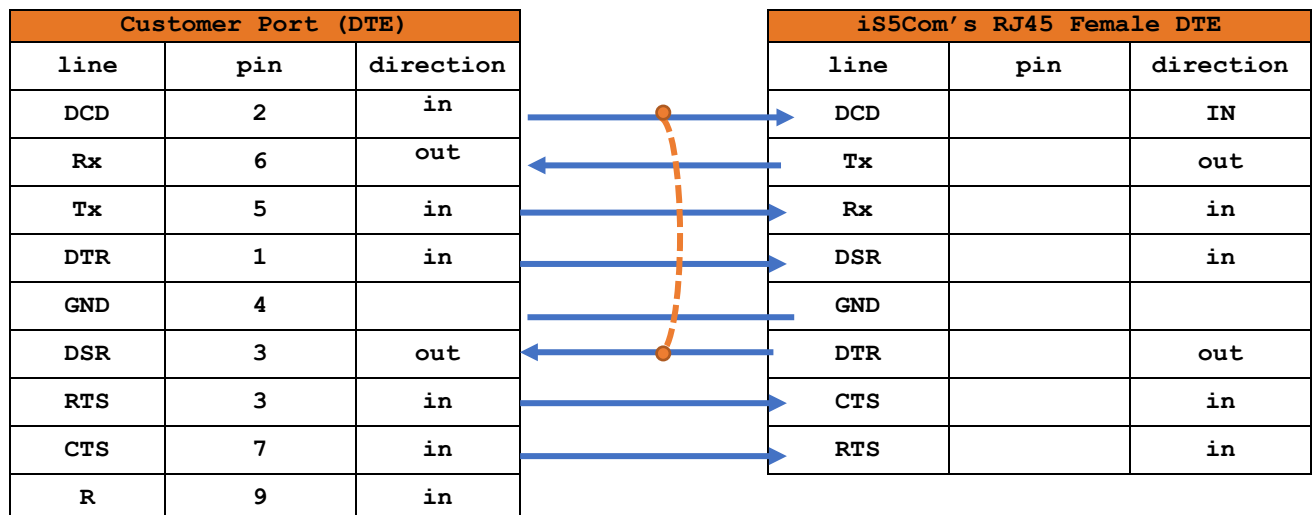 Customer Port (DTE) iS5Com’s RJ45 Female DTE
line pin direction line pin direction
DCD 2 in DCD IN
Rx 6 out Tx out
Tx 5 in Rx in
DTR 1 in DSR in
GND 4 GND
DSR 3 out DTR out
RTS 3 in CTS in
CTS 7 in RTS in
R 9 in